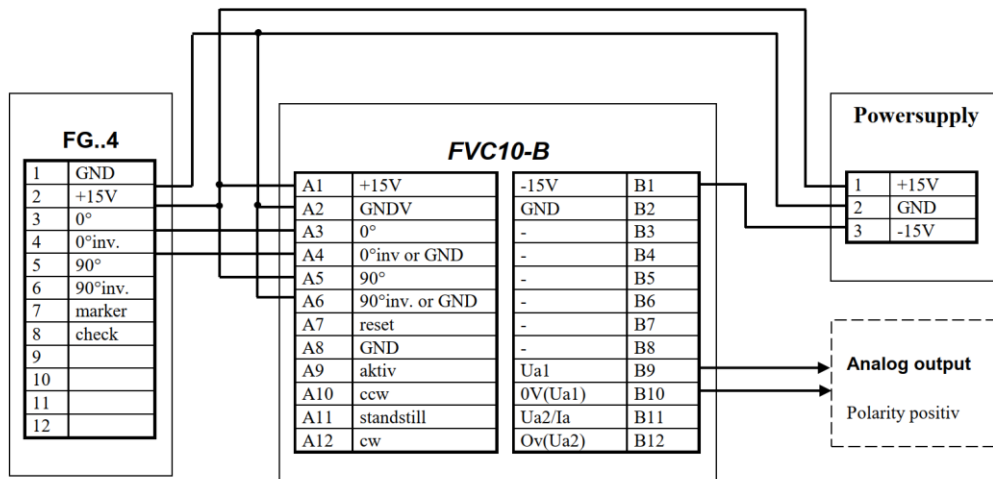 FG..4
1 GND
2 +15V
3 0°
4 0°inv.
5 90°
6 90°inv.
7 marker
8 check
9
10
11
12
FVC10-B
A1 +15V
A2 GNDV
A3 0°
A4 0°inv or GND
A5 90°
A6 90°inv. or GND
A7 reset
A8 GND
A9 aktiv
A10 ccw
A11 standstill
A12 cw
-15V B1
GND B2
- B3
- B4
- B5
- B6
- B7
- B8
Ua1 B9
0V(Ua1) B10
Ua2/Ia B11
Ov(Ua2) B12
Powersupply
1 +15V
2 GND
3 -15V
Analog output
Polarity positiv